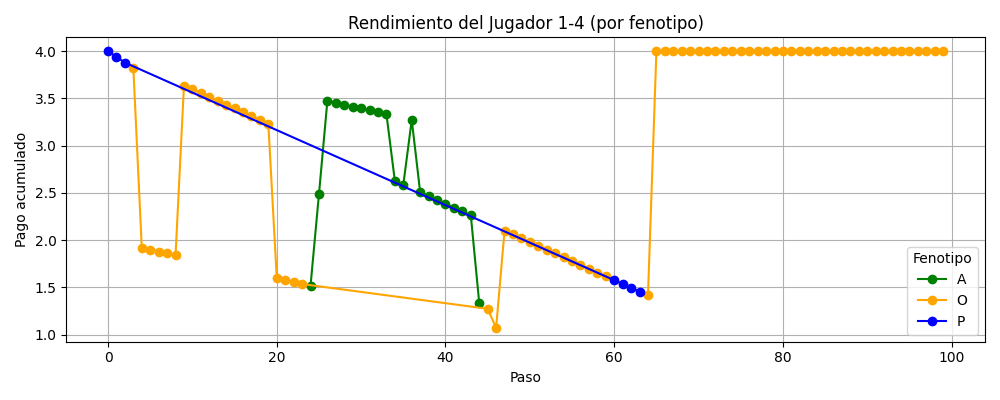 Rendimiento del Jugador 1-4 (por fenotipo)
Pago acumulado
4.0
3.5
3.0
2.5
2.0
1.5
1.0
0
20
40
60
80
100
Paso
Fenotipo
A
O
P